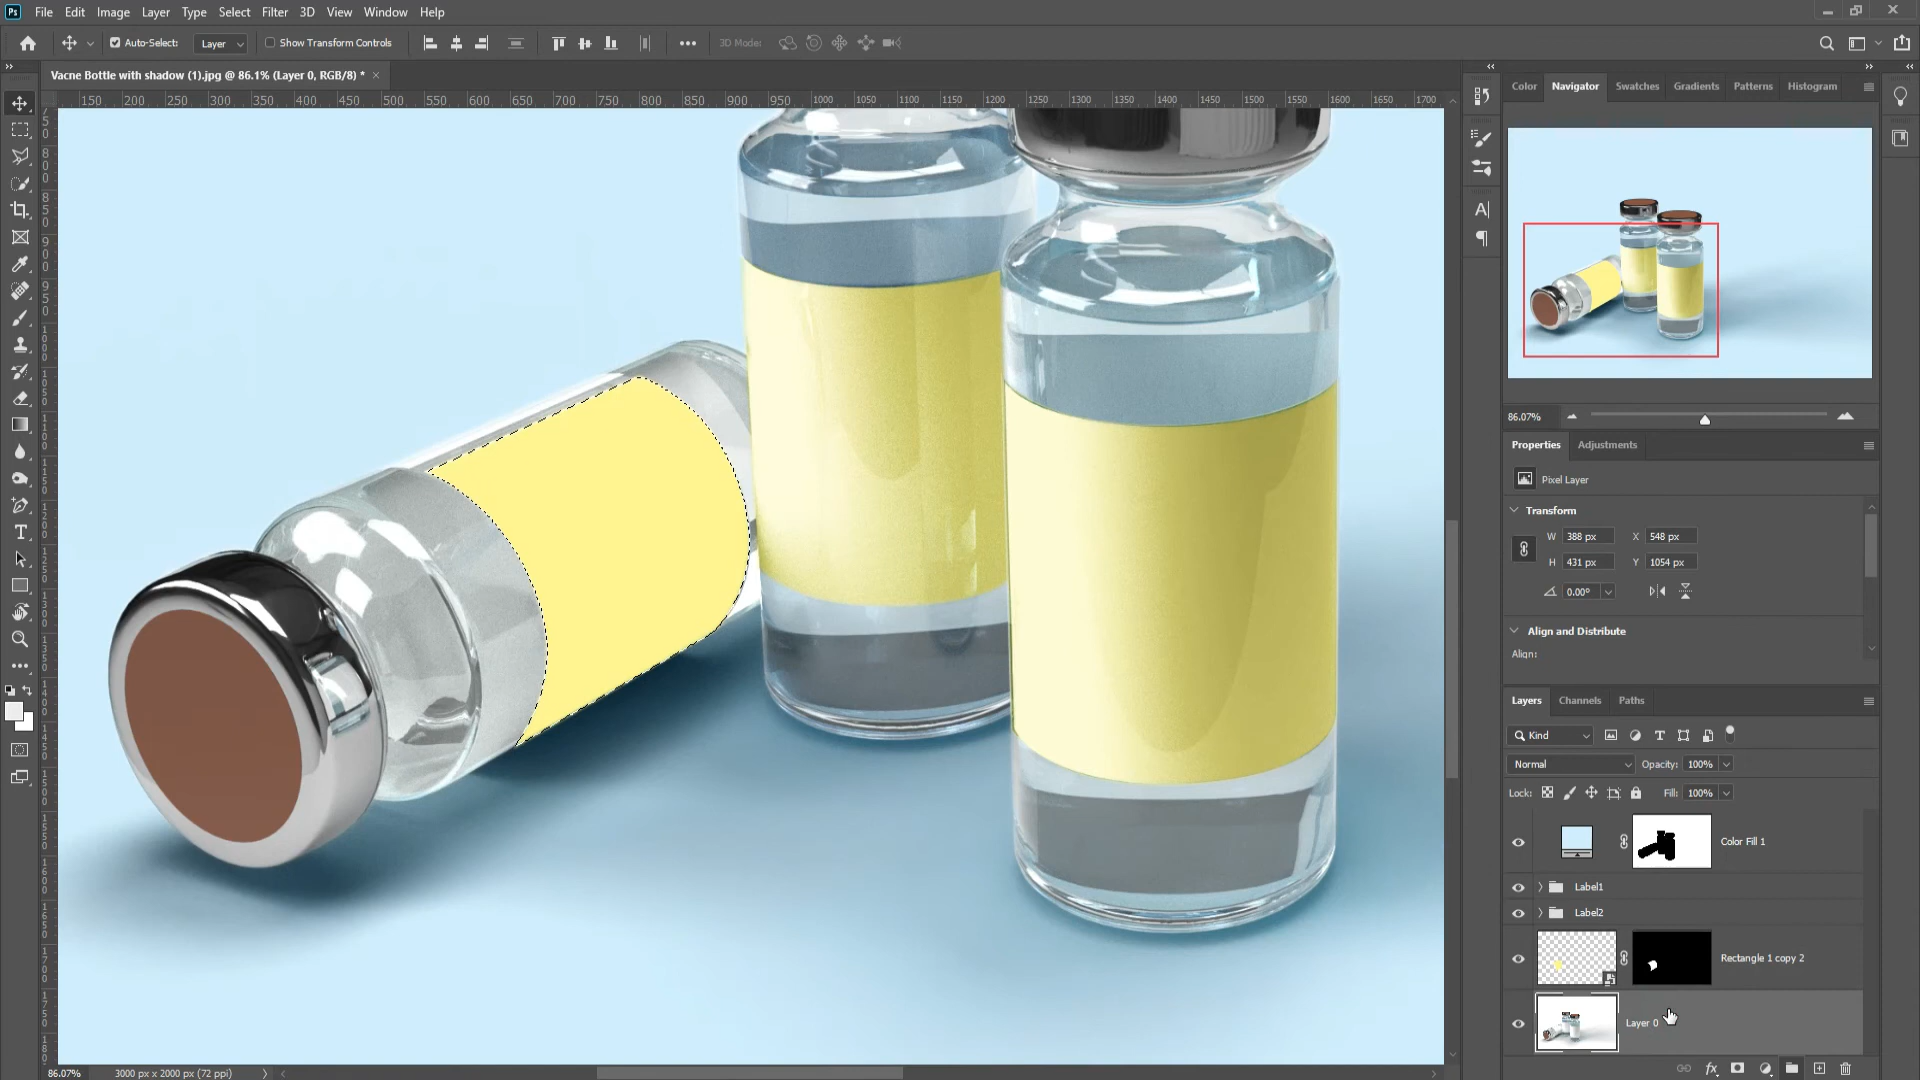 Ps File Edit Image Layer Type Select Filter 3D View Window Help
Auto-Select: Layer Show Transform Controls 3D Mode:
Vacne Bottle with shadow (1).jpg @ 86.1% (Layer 0, RGB/8) *
150 200 250 300 350 400 450 500 550 600 650 700 750 800 850 900 950 1000 1050 1100 1150 1200 1250 1300 1350 1400 1450 1500 1550 1600 1650 1700
Color Navigator Swatches Gradients Patterns Histogram
86.07%
Properties Adjustments
Pixel Layer
Transform
W 388 px X 548 px
H 431 px Y 1054 px
0.00°
Align and Distribute
Align:
Layers Channels Paths
Kind
Normal Opacity: 100%
Lock: Fill: 100%
Color Fill 1
Label1
Label2
Rectangle 1 copy 2
Layer 0
fx
86.07% 3000 px x 2000 px (72 ppi)